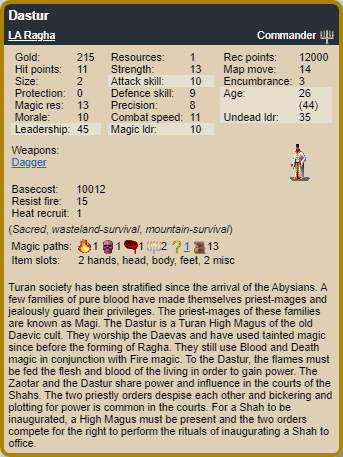 Dastur
LA Ragha Commander
Gold: 215 Resources: 1 Rec points: 12000
Hit points: 11 Strength: 13 Map move: 14
Size: 2 Attack skill: 10 Encumbrance: 3
Protection: 0 Defence skill: 9 Age: 26
Magic res: 13 Precision: 8 (44)
Morale: 10 Combat speed: 11 Undead ldr: 35
Leadership: 45 Magic ldr: 10
Weapons:
Dagger
Basecost: 10012
Resist fire: 15
Heat recruit: 1
(Sacred, wasteland-survival, mountain-survival)
Magic paths: 1 1 1 2 ? 1 13
Item slots: 2 hands, head, body, feet, 2 misc
Turan society has been stratified since the arrival of the Abysians. A
few families of pure blood have made themselves priest-mages and
jealously guard their privileges. The priest-mages of these families
are known as Magi. The Dastur is a Turan High Magus of the old
Daevic cult. They worship the Daevas and have used tainted magic
since before the forming of Ragha. They still use Blood and Death
magic in conjunction with Fire magic. To the Dastur, the flames must
be fed the flesh and blood of the living in order to gain power. The
Zaotar and the Dastur share power and influence in the courts of the
Shahs. The two priestly orders despise each other and bickering and
plotting for power is common in the courts. For a Shah to be
inaugurated, a High Magus must be present and the two orders
compete for the right to perform the rituals of inaugurating a Shah to
office.